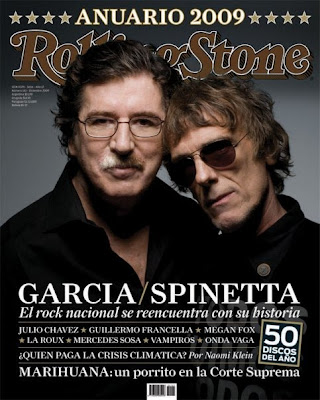 ANUARIO 2009
Rolling Stone
GARCIA/SPINETTA
El rock nacional se reencuentra con su historia
JULIO CHAVEZ ★ GUILLERMO FRANCELLA ★ MEGAN FOX
★ LA ROUX ★ MERCEDES SOSA ★ VAMPIROS ★ ONDA VAGA
50
DISCOS
DEL AÑO
¿QUIEN PAGA LA CRISIS CLIMATICA? Por Naomi Klein
MARIHUANA: un porrito en la Corte Suprema